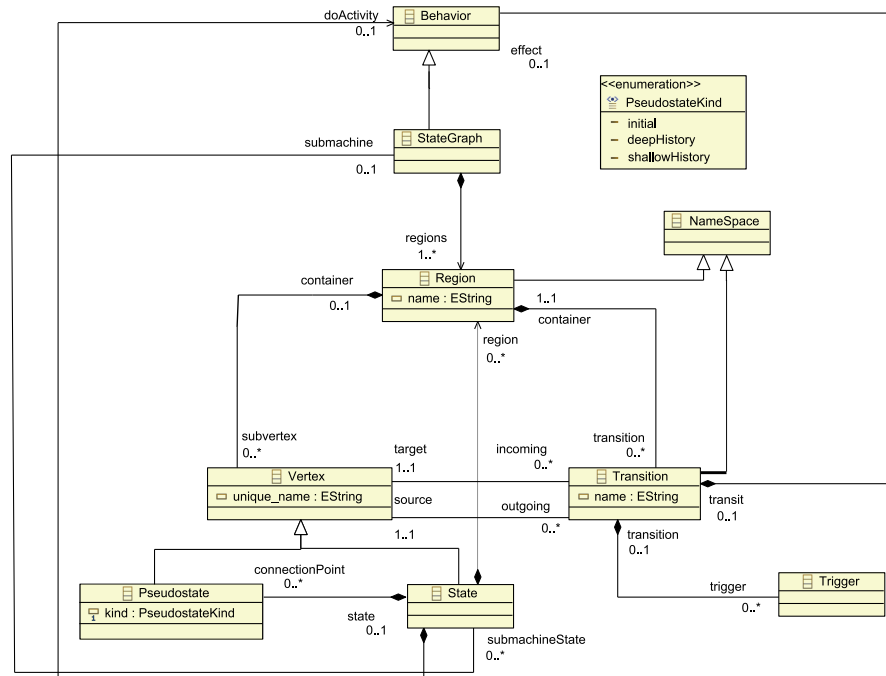 doActivity
0..1
Behavior
effect
0..1
<<enumeration>>
PseudostateKind
initial
deepHistory
shallowHistory
submachine
0..1
StateGraph
NameSpace
regions
1..*
container
0..1
Region
name : EString
1..1
container
region
0..*
subvertex
0..*
target
1..1
incoming
0..*
transition
0..*
Vertex
unique_name : EString
source
1..1
outgoing
0..*
Transition
name : EString
transit
0..1
transition
0..1
connectionPoint
0..*
Pseudostate
kind : PseudostateKind
state
0..1
State
submachineState
0..*
trigger
0..*
Trigger